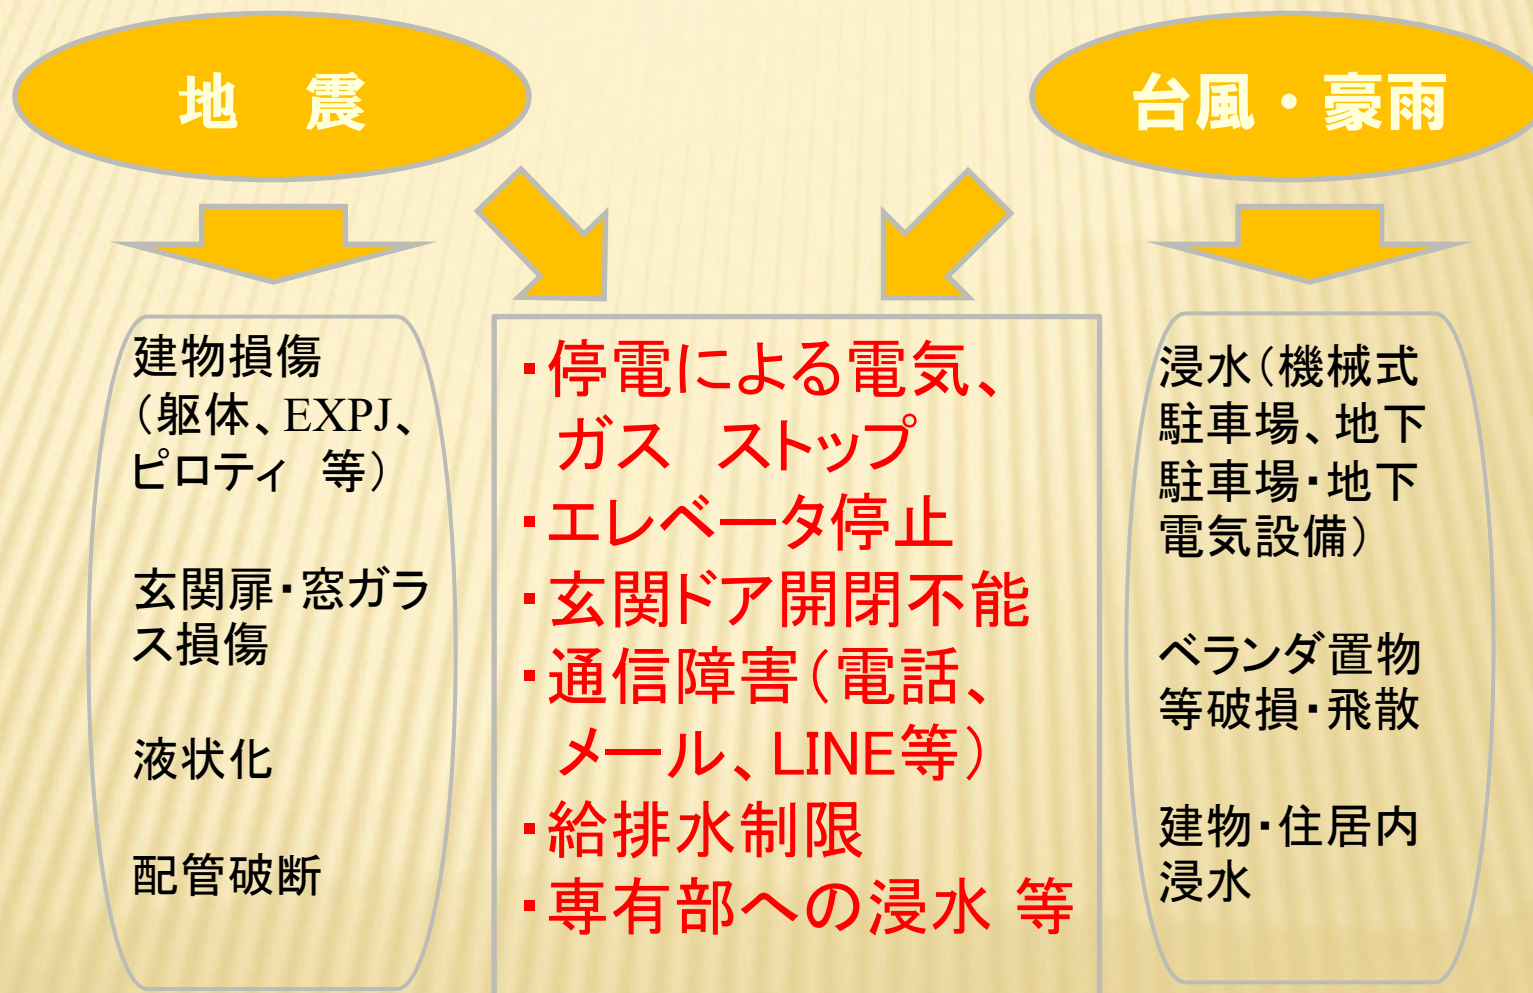 地　震
台風・豪雨
建物損傷
（躯体、EXPJ、
ピロティ　等）
玄関扉・窓ガラ
ス損傷
液状化
配管破断
・停電による電気、
ガス　ストップ
・エレベータ停止
・玄関ドア開閉不能
・通信障害（電話、
メール、LINE等）
・給排水制限
・専有部への浸水 等
浸水（機械式
駐車場、地下
駐車場・地下
電気設備）
ベランダ置物
等破損・飛散
建物・住居内
浸水